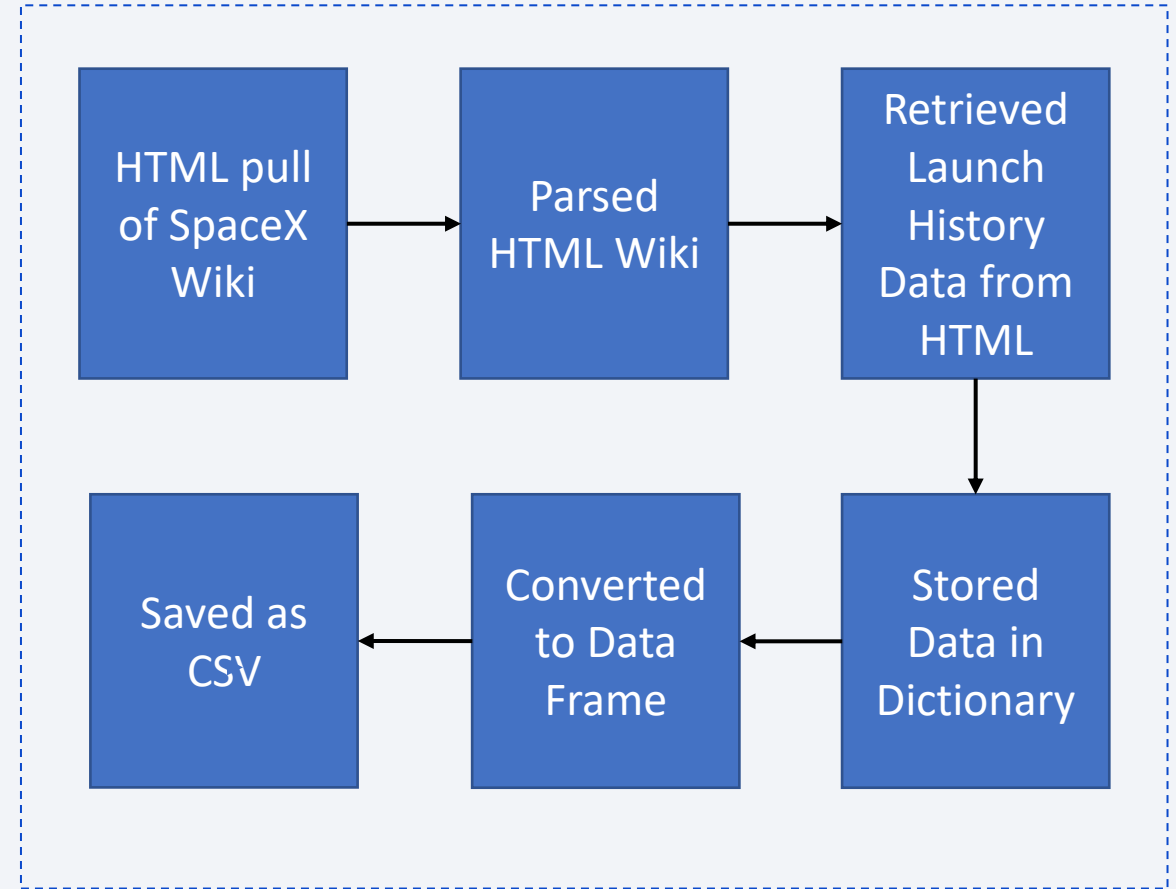 HTML pull
of SpaceX
Wiki
Parsed
HTML Wiki
Retrieved
Launch
History
Data from
HTML
Stored
Data in
Dictionary
Converted
to Data
Frame
Saved as
CSV